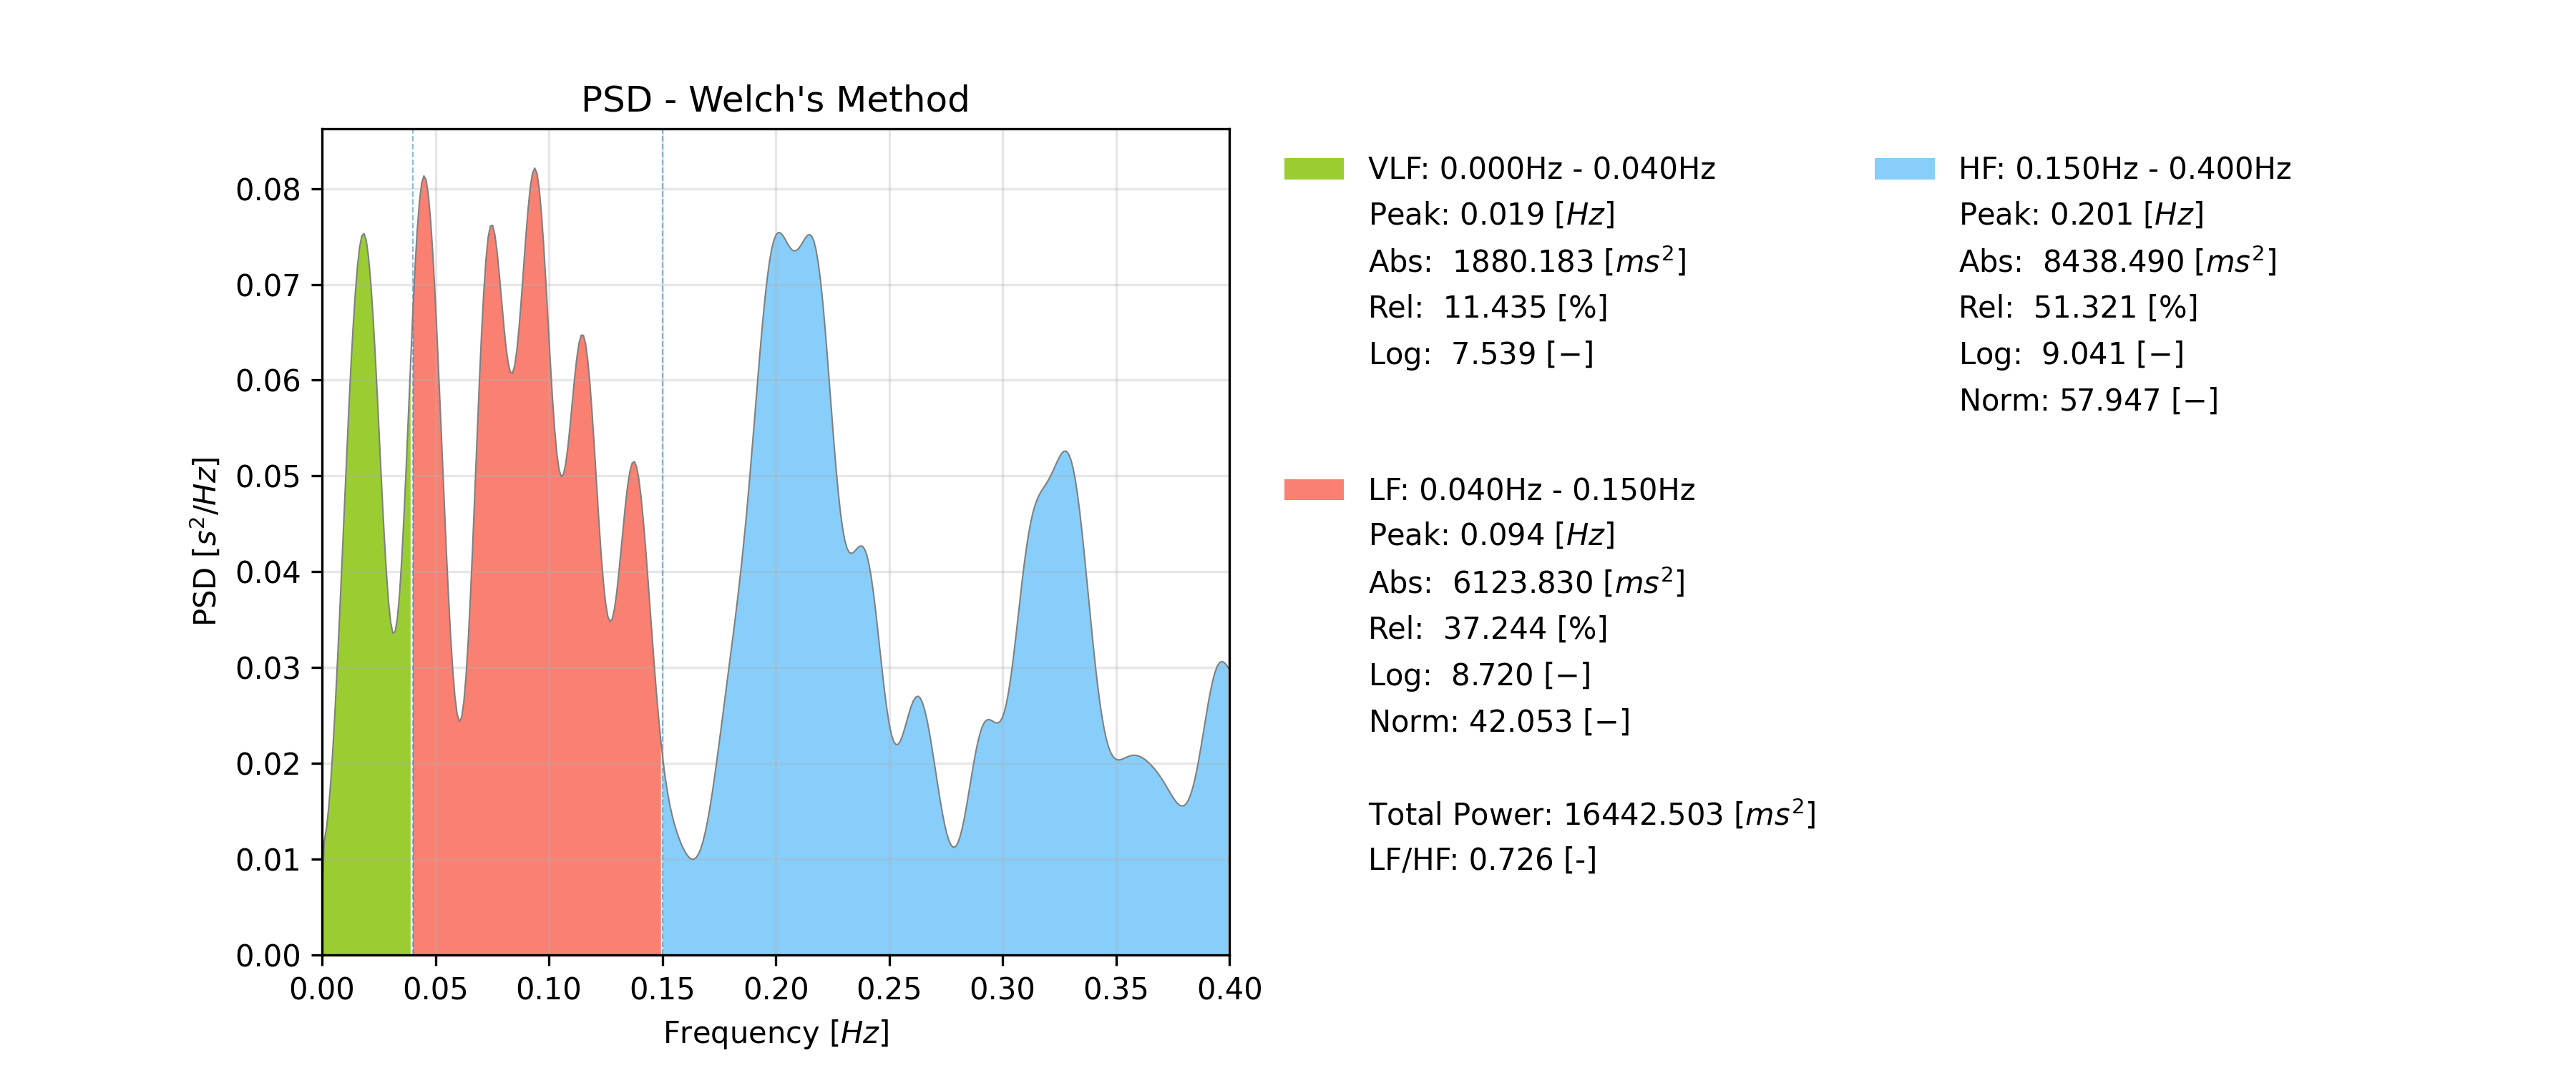 PSD - Welch's Method
PSD [s²/Hz]
0.08
0.07
0.06
0.05
0.04
0.03
0.02
0.01
0.00
0.00 0.05 0.10 0.15 0.20 0.25 0.30 0.35 0.40
Frequency [Hz]
VLF: 0.000Hz - 0.040Hz
Peak: 0.019 [Hz]
Abs: 1880.183 [ms²]
Rel: 11.435 [%]
Log: 7.539 [−]
LF: 0.040Hz - 0.150Hz
Peak: 0.094 [Hz]
Abs: 6123.830 [ms²]
Rel: 37.244 [%]
Log: 8.720 [−]
Norm: 42.053 [−]
Total Power: 16442.503 [ms²]
LF/HF: 0.726 [-]
HF: 0.150Hz - 0.400Hz
Peak: 0.201 [Hz]
Abs: 8438.490 [ms²]
Rel: 51.321 [%]
Log: 9.041 [−]
Norm: 57.947 [−]